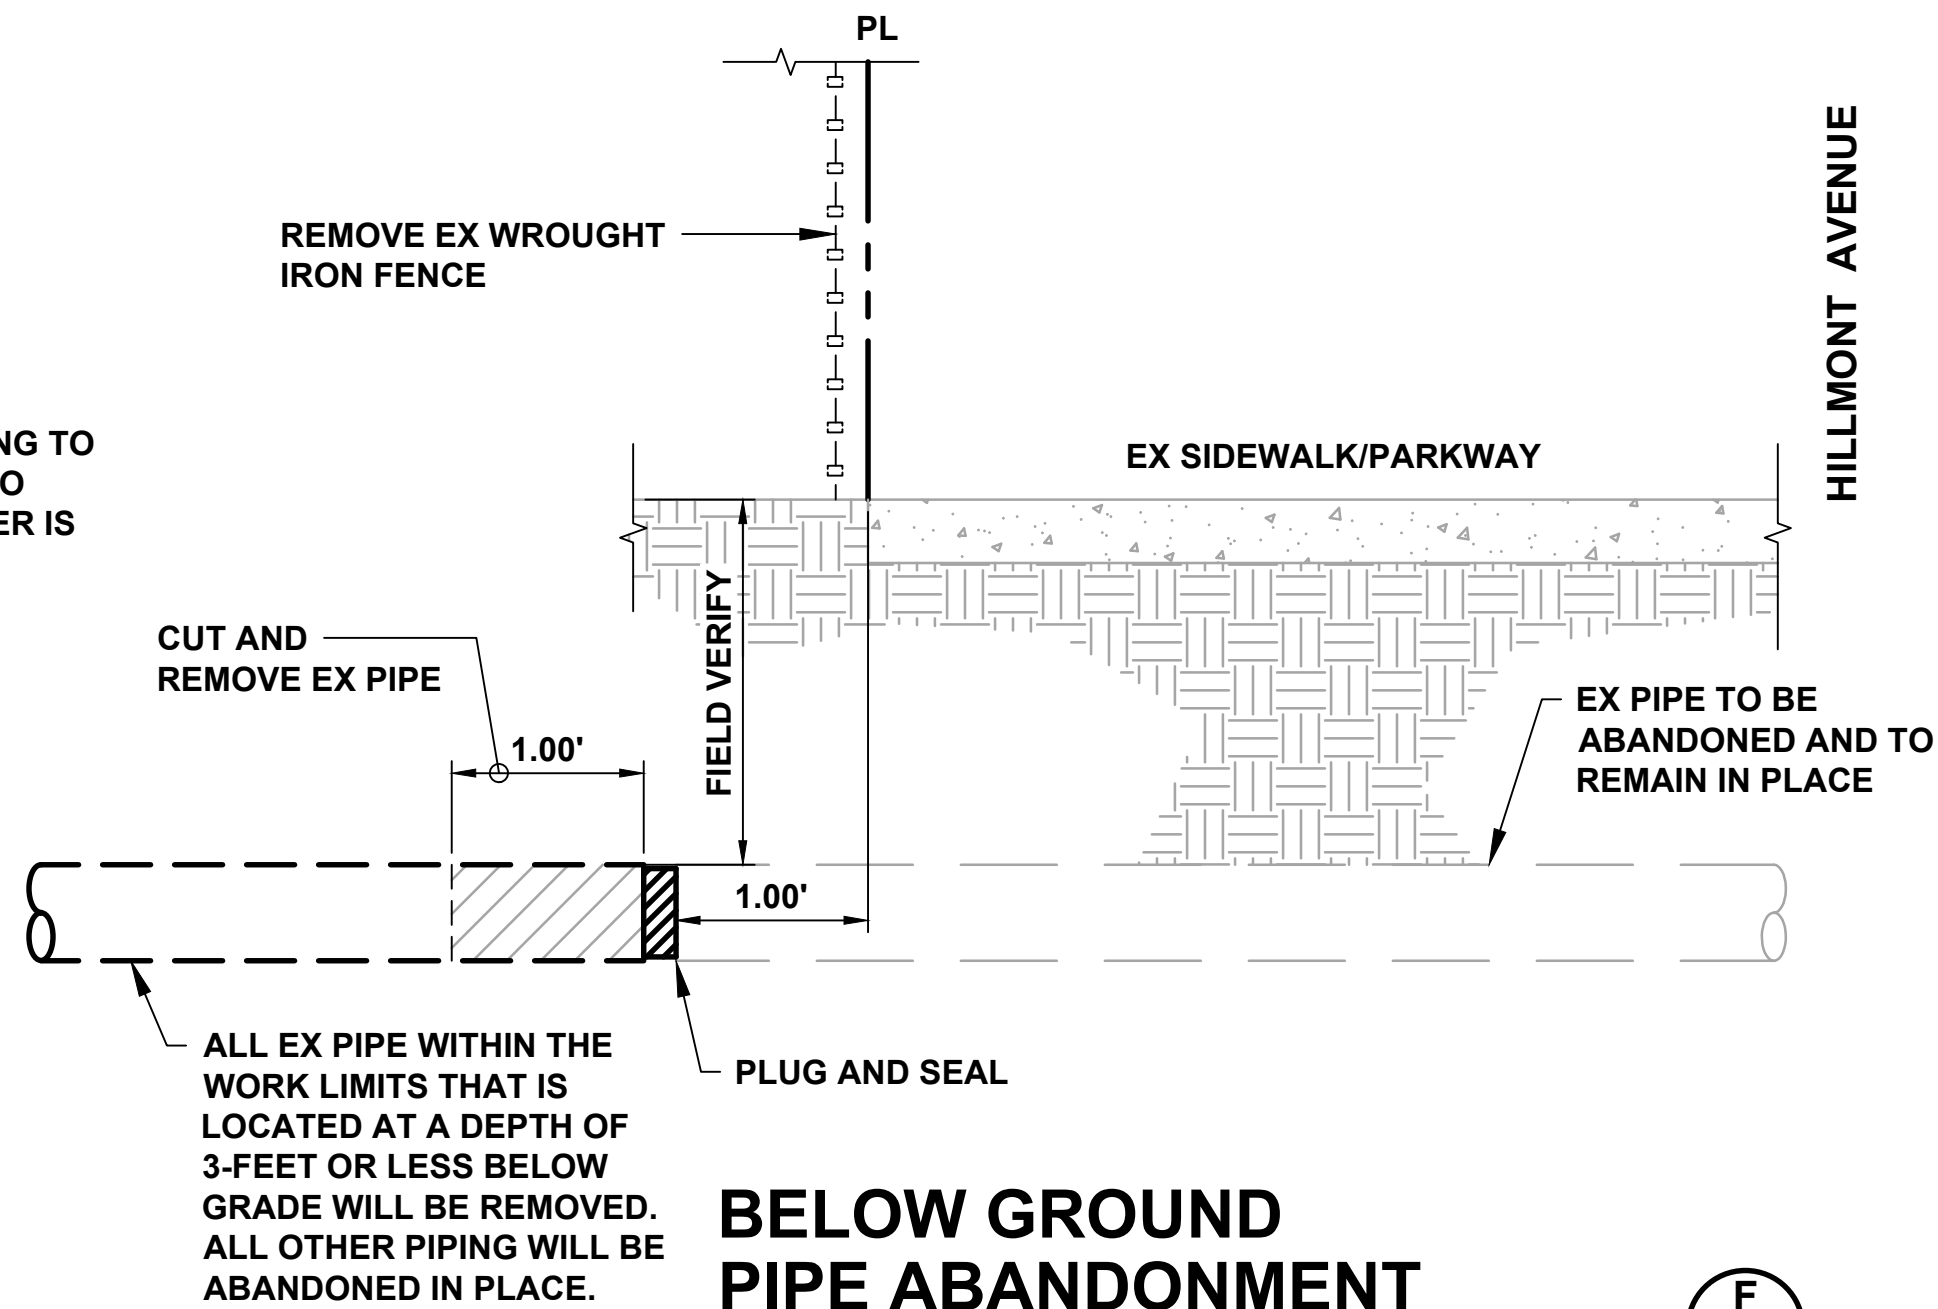 PL
REMOVE EX WROUGHT
IRON FENCE
HILLMONT AVENUE
NG TO
O
ER IS
EX SIDEWALK/PARKWAY
FIELD VERIFY
CUT AND
REMOVE EX PIPE
1.00'
EX PIPE TO BE
ABANDONED AND TO
REMAIN IN PLACE
1.00'
ALL EX PIPE WITHIN THE
WORK LIMITS THAT IS
LOCATED AT A DEPTH OF
3-FEET OR LESS BELOW
GRADE WILL BE REMOVED.
ALL OTHER PIPING WILL BE
ABANDONED IN PLACE.
PLUG AND SEAL
BELOW GROUND
PIPE ABANDONMENT
F